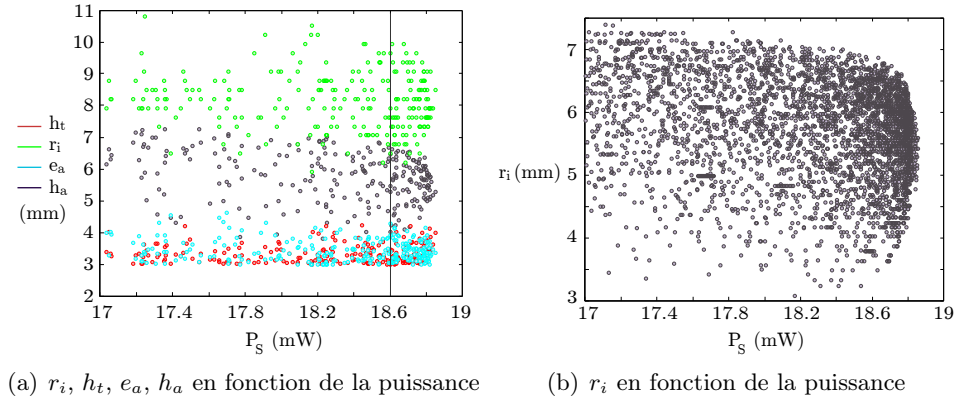 11
10
9
8
7
6
5
4
3
2
h_t
r_i
e_a
h_a
(mm)
17 17.4 17.8 18.2 18.6 19
P_S (mW)
7
6
5
4
3
r_i (mm)
17 17.4 17.8 18.2 18.6 19
P_S (mW)
(a) r_i, h_t, e_a, h_a en fonction de la puissance
(b) r_i en fonction de la puissance